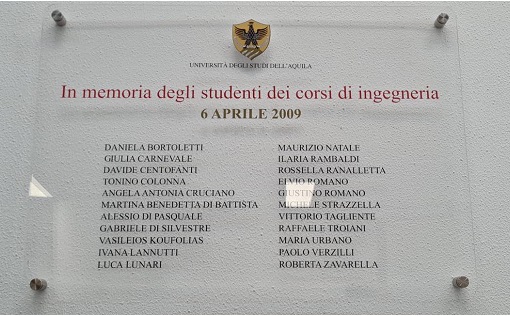 UNIVERSITÀ DEGLI STUDI DELL'AQUILA
In memoria degli studenti dei corsi di ingegneria
6 APRILE 2009
DANIELA BORTOLETTI
GIULIA CARNEVALE
DAVIDE CENTOFANTI
TONINO COLONNA
ANGELA ANTONIA CRUCIANO
MARTINA BENEDETTA DI BATTISTA
ALESSIO DI PASQUALE
GABRIELE DI SILVESTRE
VASILEIOS KOUFOLIAS
IVANA LANNUTTI
LUCA LUNARI
MAURIZIO NATALE
ILARIA RAMBALDI
ROSSELLA RANALLETTA
ELVIO ROMANO
GIUSTINO ROMANO
MICHELE STRAZZELLA
VITTORIO TAGLIENTE
RAFFAELE TROIANI
MARIA URBANO
PAOLO VERZILLI
ROBERTA ZAVARELLA